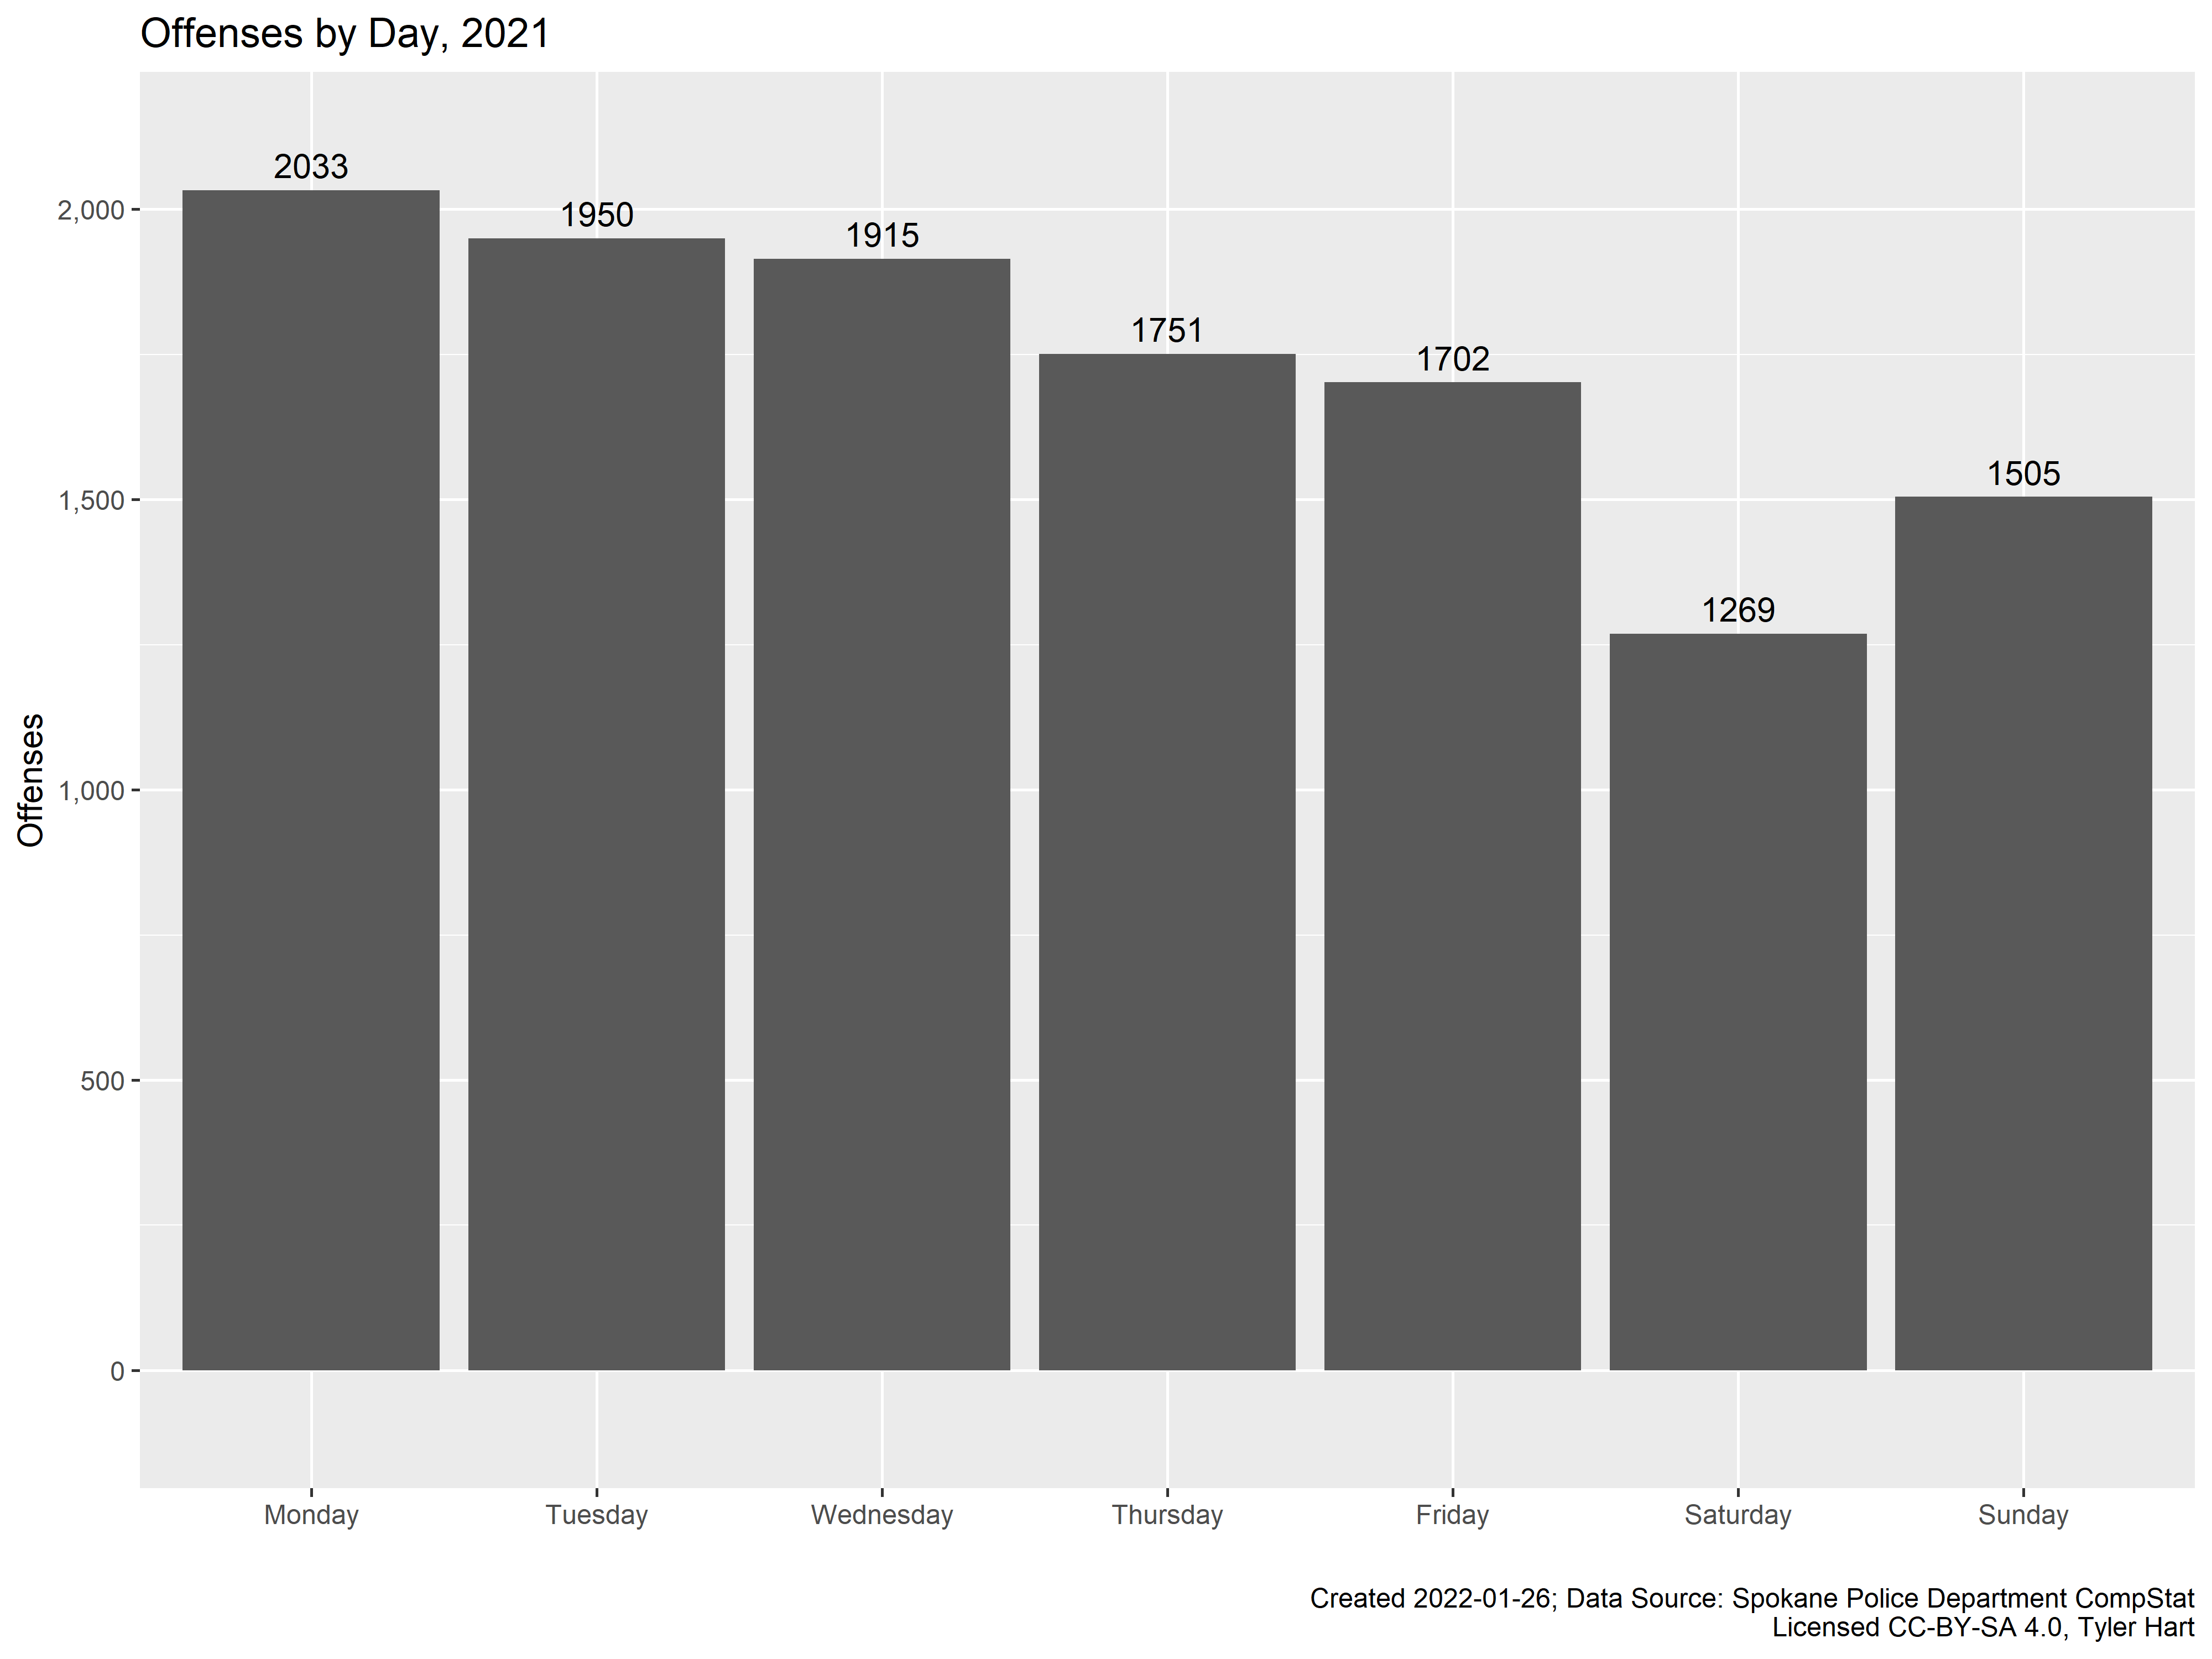 Offenses by Day, 2021
2033
1950
1915
1751
1702
1269
1505
2,000
1,500
1,000
500
0
Offenses
Monday
Tuesday
Wednesday
Thursday
Friday
Saturday
Sunday
Created 2022-01-26; Data Source: Spokane Police Department CompStat
Licensed CC-BY-SA 4.0, Tyler Hart